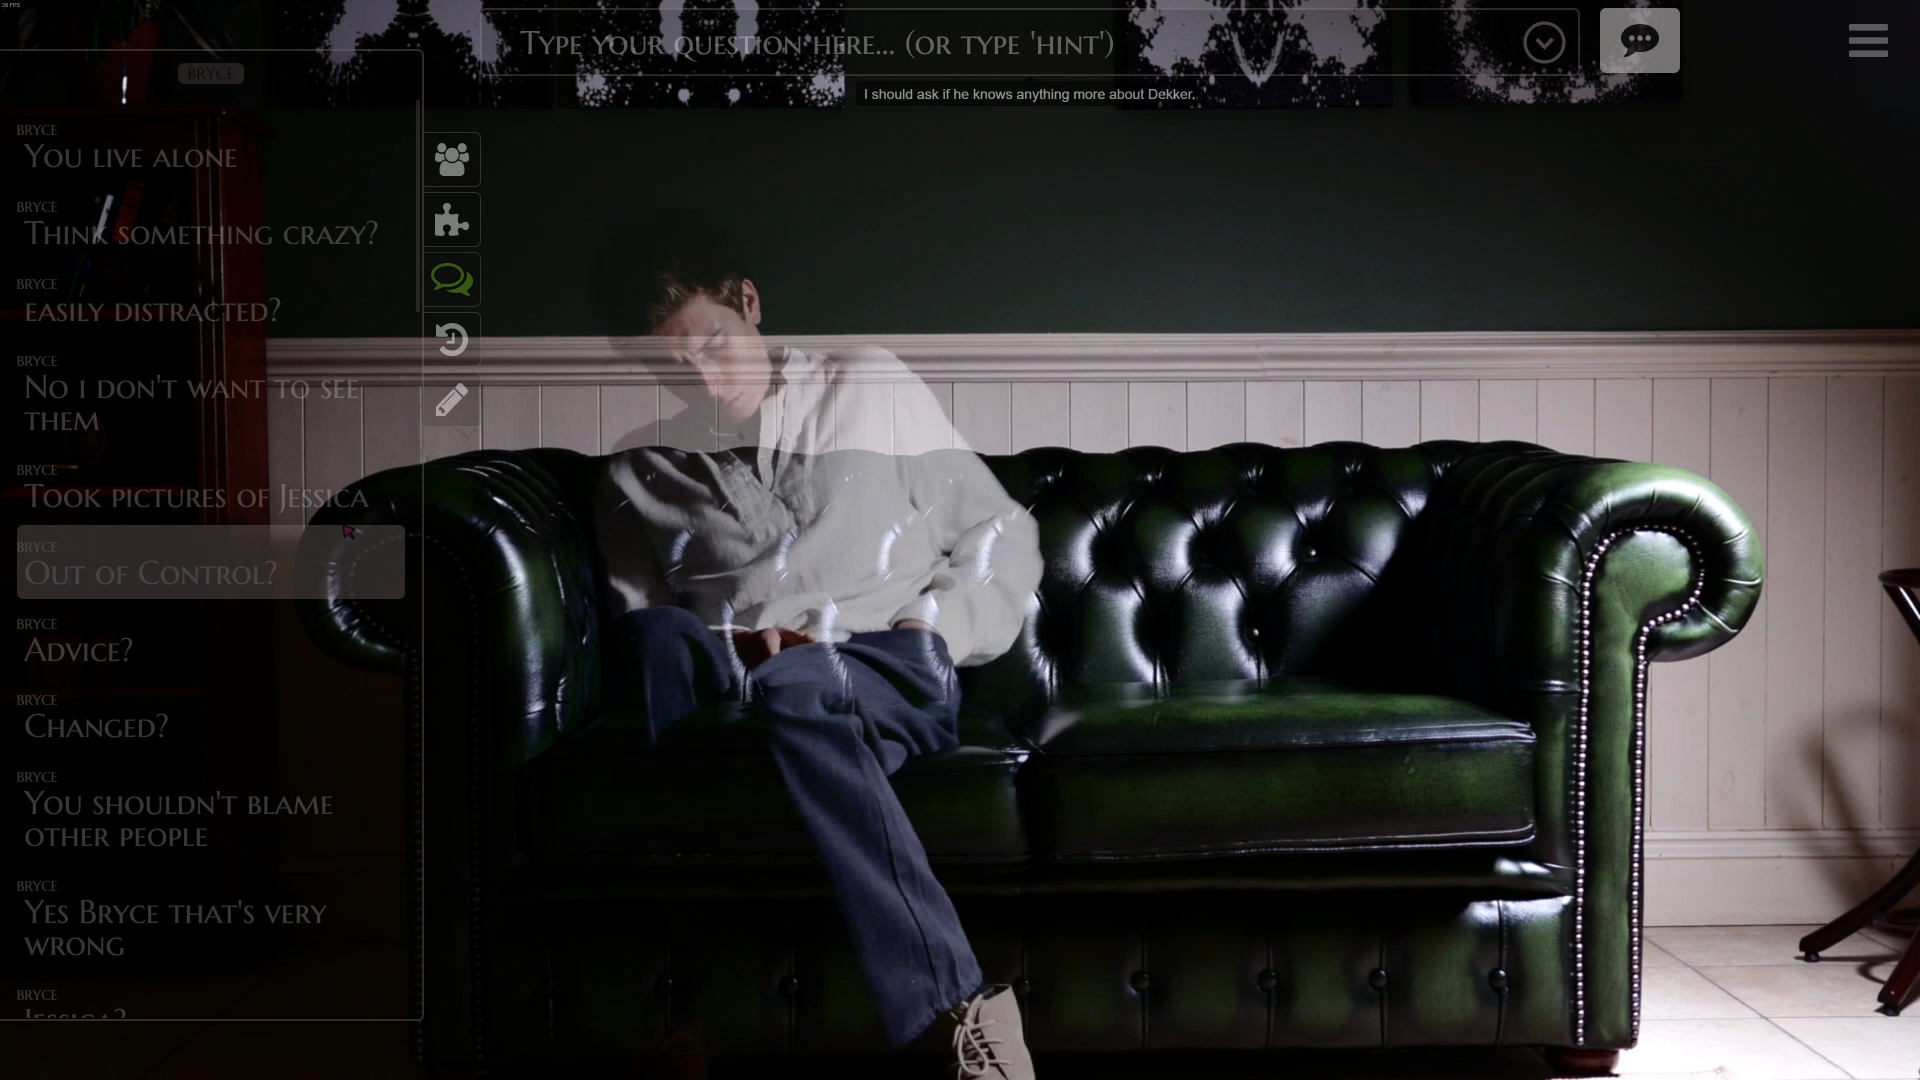 28 FPS
Type your question here... (or type 'hint')
I should ask if he knows anything more about Dekker.
BRYCE
BRYCE
You live alone
BRYCE
Think something crazy?
BRYCE
easily distracted?
BRYCE
No i don't want to see
them
BRYCE
Took pictures of Jessica
BRYCE
Out of Control?
BRYCE
Advice?
BRYCE
Changed?
BRYCE
You shouldn't blame
other people
BRYCE
Yes Bryce that's very
wrong
BRYCE
Jessica?